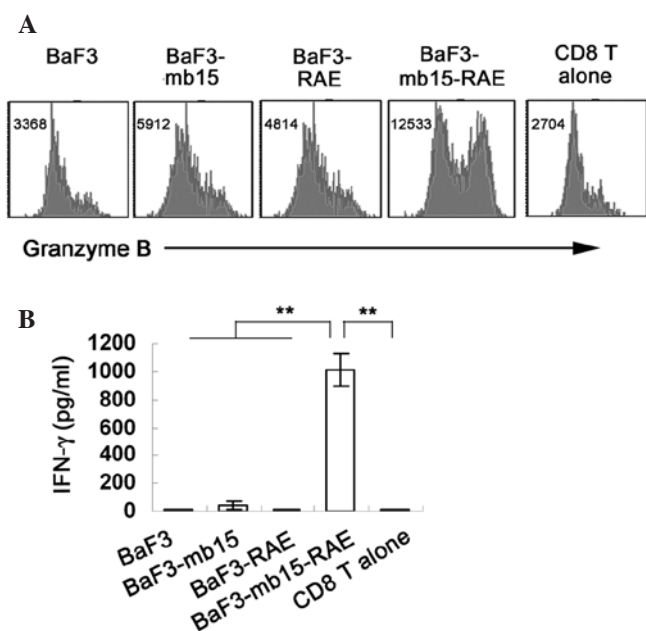 A
BaF3
BaF3-
mb15
BaF3-
RAE
BaF3-
mb15-RAE
CD8 T
alone
3368
5912
4814
12533
2704
Granzyme B
B
**
**
IFN-γ (pg/ml)
1200
1000
800
600
400
200
0
BaF3
BaF3-mb15
BaF3-RAE
BaF3-mb15-RAE
CD8 T alone